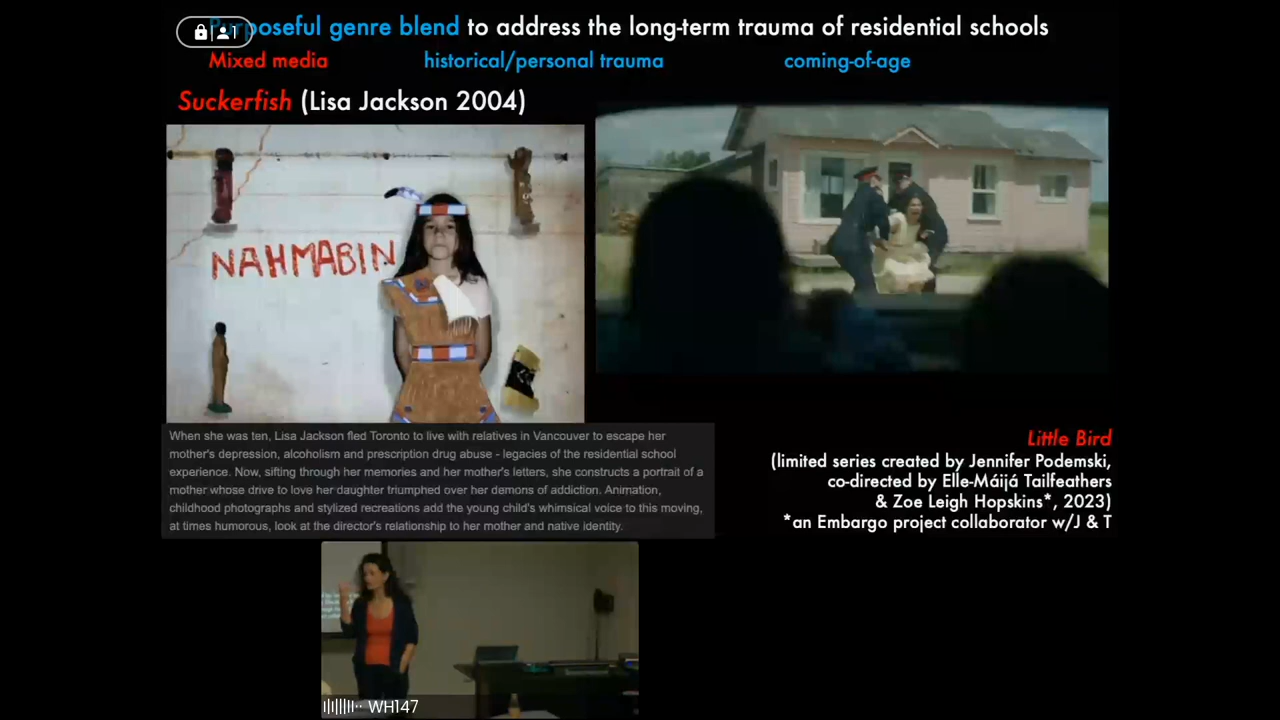 Purposeful genre blend to address the long-term trauma of residential schools
1
Mixed media historical/personal trauma coming-of-age
Suckerfish (Lisa Jackson 2004)
NAHMABIN
When she was ten, Lisa Jackson fled Toronto to live with relatives in Vancouver to escape her
mother's depression, alcoholism and prescription drug abuse - legacies of the residential school
experience. Now, sifting through her memories and her mother's letters, she constructs a portrait of a
mother whose drive to love her daughter triumphed over her demons of addiction. Animation,
childhood photographs and stylized recreations add the young child's whimsical voice to this moving,
at times humorous, look at the director's relationship to her mother and native identity.
Little Bird
(limited series created by Jennifer Podemski,
co-directed by Elle-Máijá Tailfeathers
& Zoe Leigh Hopskins*, 2023)
*an Embargo project collaborator w/J & T
WH147